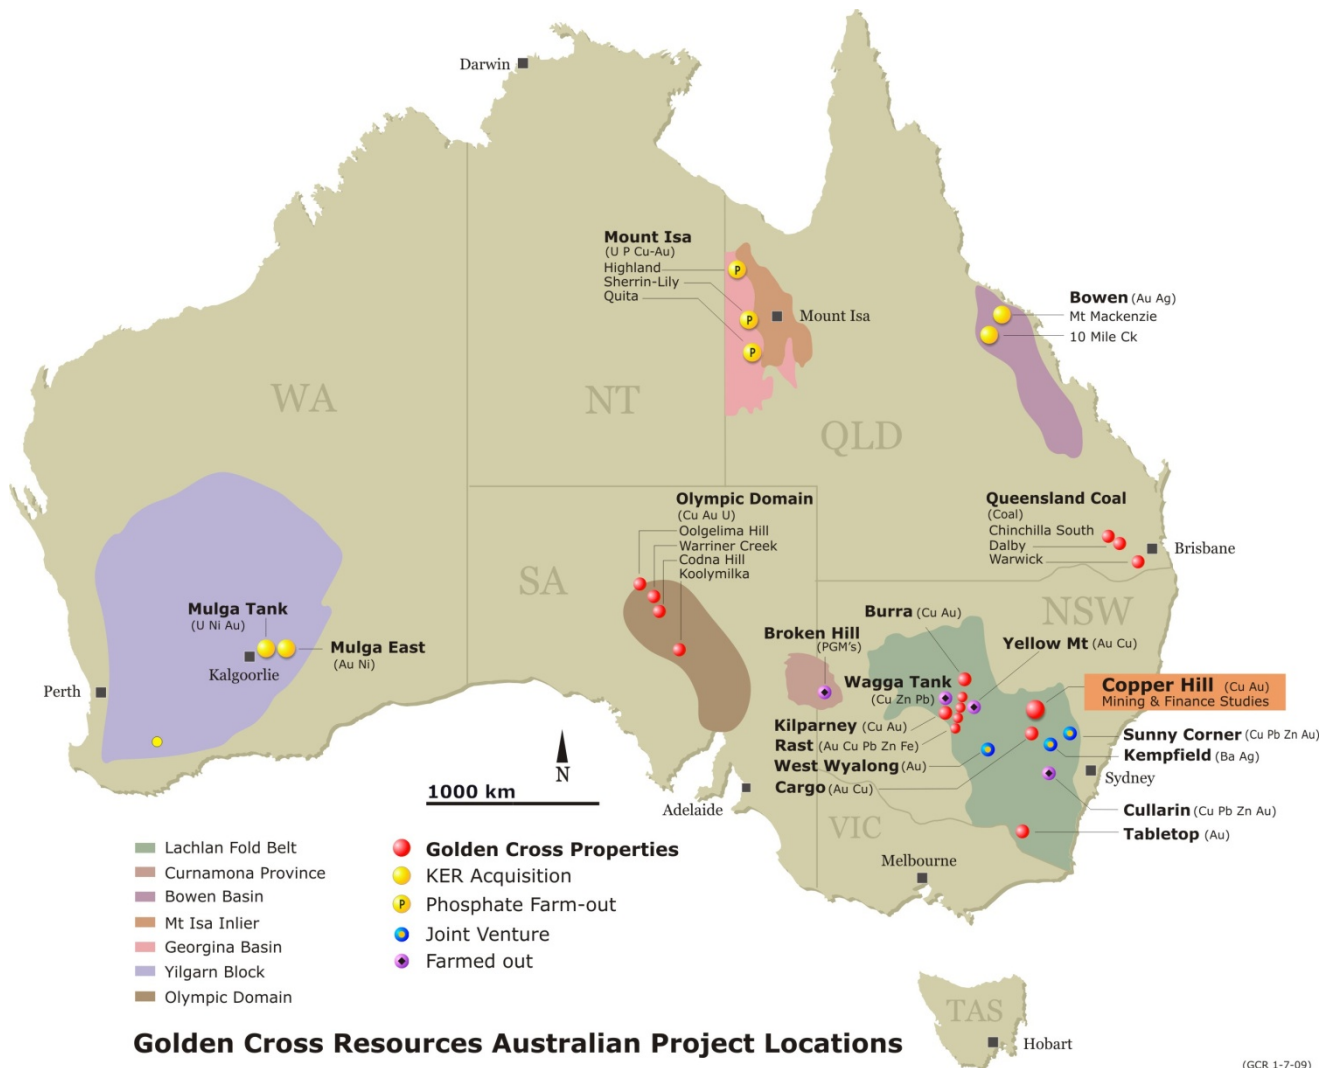 Darwin
Mount Isa
(U P Cu-Au)
Highland
Sherrin-Lily
Quita
P
P
P
Mount Isa
Bowen (Au Ag)
Mt Mackenzie
10 Mile Ck
WA
NT
QLD
Olympic Domain
(Cu Au U)
Oolgelima Hill
Warriner Creek
Codna Hill
Koolymilka
Queensland Coal
(Coal)
Chinchilla South
Dalby
Warwick
Brisbane
SA
NSW
Mulga Tank
(U Ni Au)
Kalgoorlie
Mulga East
(Au Ni)
Perth
Burra (Cu Au)
Broken Hill
(PGM's)
Yellow Mt (Au Cu)
Wagga Tank
(Cu Zn Pb)
Copper Hill (Cu Au)
Mining & Finance Studies
Kilparney (Cu Au)
Rast (Au Cu Pb Zn Fe)
West Wyalong (Au)
Cargo (Au Cu)
Sunny Corner (Cu Pb Zn Au)
Kempfield (Ba Ag)
Sydney
Cullarin (Cu Pb Zn Au)
Tabletop (Au)
N
1000 km
Adelaide
VIC
Melbourne
Lachlan Fold Belt
Curnamona Province
Bowen Basin
Mt Isa Inlier
Georgina Basin
Yilgarn Block
Olympic Domain
Golden Cross Properties
KER Acquisition
P
Phosphate Farm-out
Joint Venture
Farmed out
TAS
Hobart
Golden Cross Resources Australian Project Locations
(GCR 1-7-09)